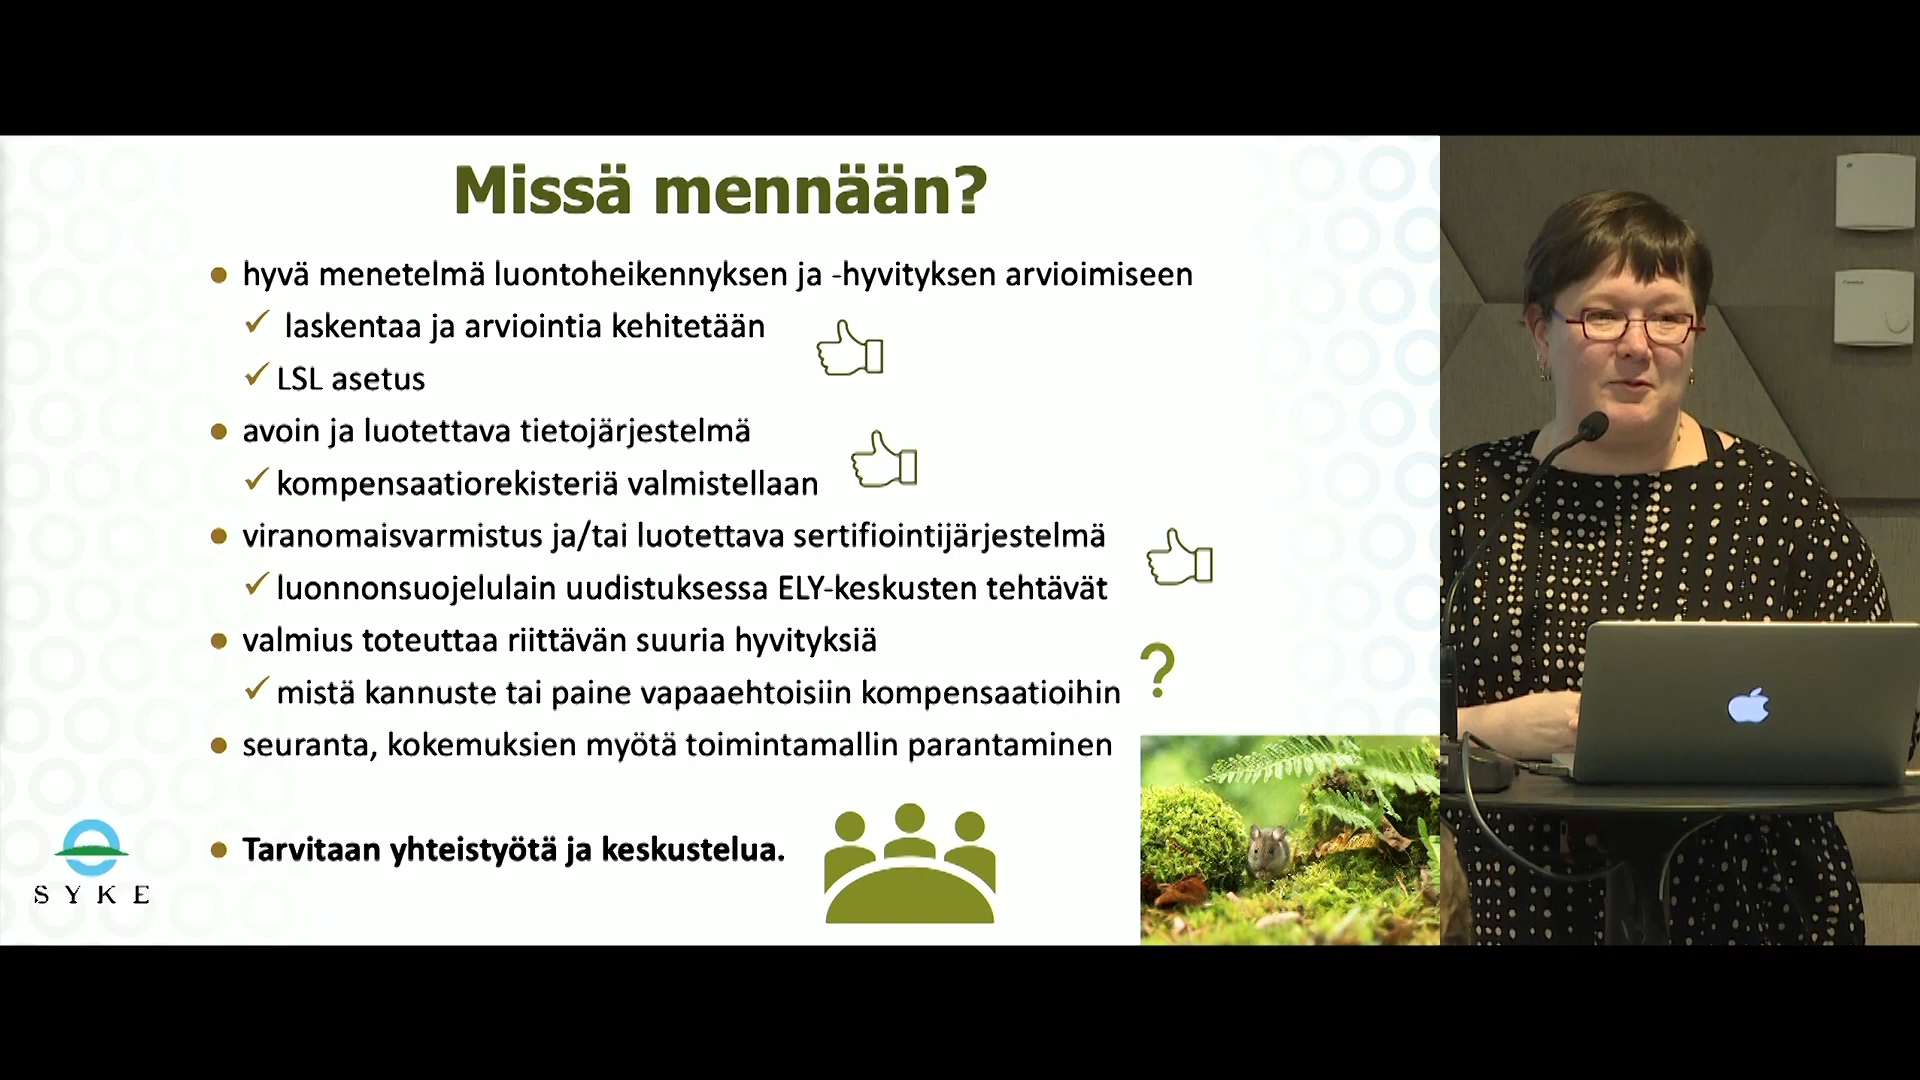 Missä mennään?
hyvä menetelmä luontoheikennyksen ja -hyvityksen arvioimiseen
laskentaa ja arviointia kehitetään
LSL asetus
avoin ja luotettava tietojärjestelmä
kompensaatiorekisteriä valmistellaan
viranomaisvarmistus ja/tai luotettava sertifiointijärjestelmä
luonnonsuojelulain uudistuksessa ELY-keskusten tehtävät
valmius toteuttaa riittävän suuria hyvityksiä
mistä kannuste tai paine vapaaehtoisiin kompensaatioihin
?
seuranta, kokemuksien myötä toimintamallin parantaminen
Tarvitaan yhteistyötä ja keskustelua.
SYKE